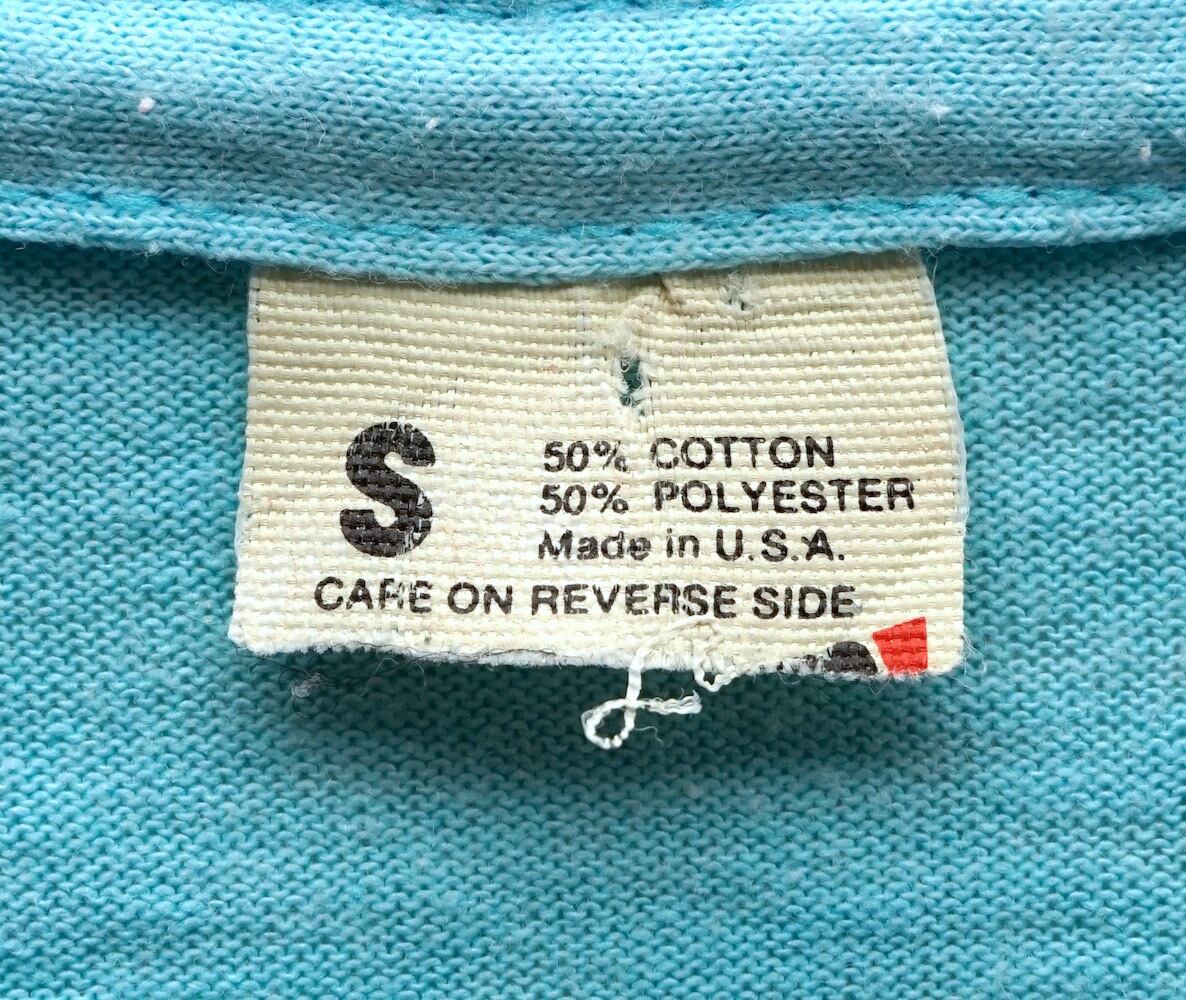 S
50% COTTON
50% POLYESTER
Made in U.S.A.
CARE ON REVERSE SIDE